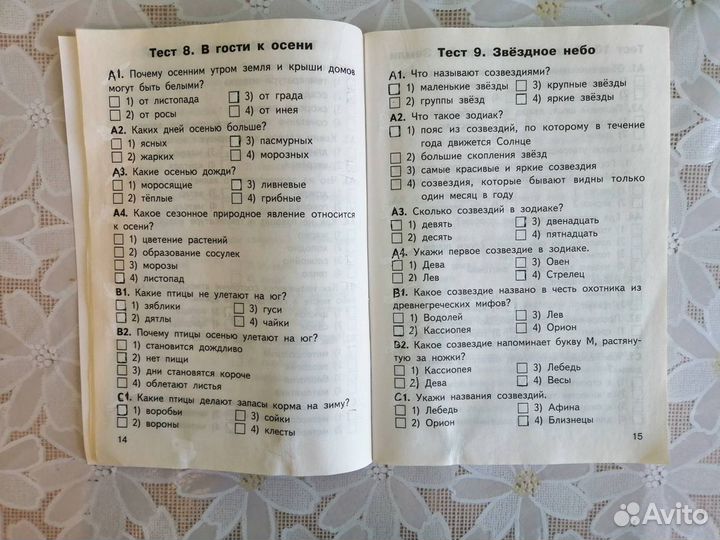 Тест 8. В гости к осени
А1. Почему осенним утром земля и крыши домов
могут быть белыми?
1) от листопада 3) от града
2) от росы 4) от инея
А2. Каких дней осенью больше?
1) ясных 3) пасмурных
2) жарких 4) морозных
А3. Какие осенью дожди?
1) моросящие 3) ливневые
2) тёплые 4) грибные
А4. Какое сезонное природное явление относится
к осени?
1) цветение растений
2) образование сосулек
3) морозы
4) листопад
В1. Какие птицы не улетают на юг?
1) зяблики 3) гуси
2) дятлы 4) чайки
В2. Почему птицы осенью улетают на юг?
1) становится дождливо
2) нет пищи
3) дни становятся короче
4) облетают листья
С1. Какие птицы делают запасы корма на зиму?
1) воробьи 3) сойки
2) вороны 4) клесты
14
Тест 9. Звёздное небо
А1. Что называют созвездиями?
1) маленькие звёзды 3) крупные звёзды
2) группы звёзд 4) яркие звёзды
А2. Что такое зодиак?
1) пояс из созвездий, по которому в течение
года движется Солнце
2) большие скопления звёзд
3) самые красивые и яркие созвездия
4) созвездия, которые бывают видны только
один месяц в году
А3. Сколько созвездий в зодиаке?
1) девять 3) двенадцать
2) десять 4) пятнадцать
А4. Укажи первое созвездие в зодиаке.
1) Дева 3) Овен
2) Лев 4) Стрелец
В1. Какое созвездие названо в честь охотника из
древнегреческих мифов?
1) Водолей 3) Лев
2) Кассиопея 4) Орион
В2. Какое созвездие напоминает букву М, растяну-
тую за ножки?
1) Кассиопея 3) Лебедь
2) Дева 4) Весы
С1. Укажи названия созвездий.
1) Лебедь 3) Афина
2) Орион 4) Близнецы
15
Avito